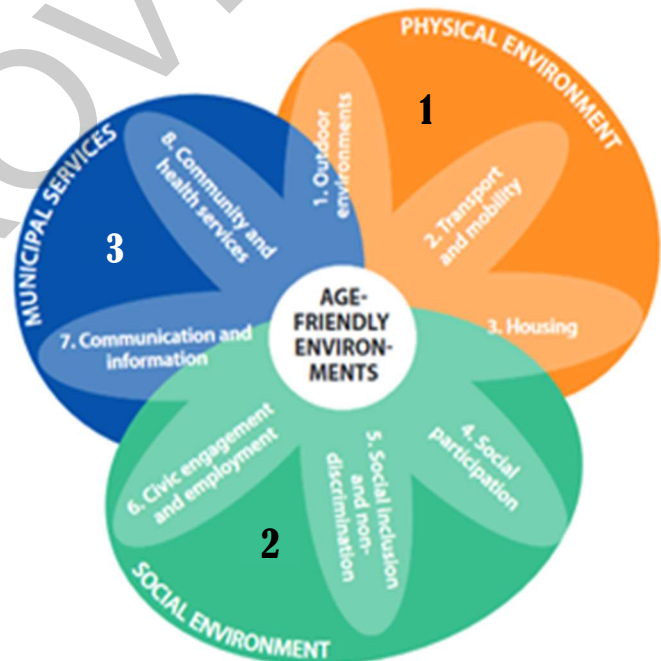 PHYSICAL ENVIRONMENT
1
1. Outdoor
environments
2. Transport
and mobility
3. Housing
MUNICIPAL SERVICES
8. Community and
health services
3
7. Communication and
information
AGE-
FRIENDLY
ENVIRON-
MENTS
4. Social
participation
5. Social inclusion
and non-
discrimination
6. Civic engagement
and employment
2
SOCIAL ENVIRONMENT